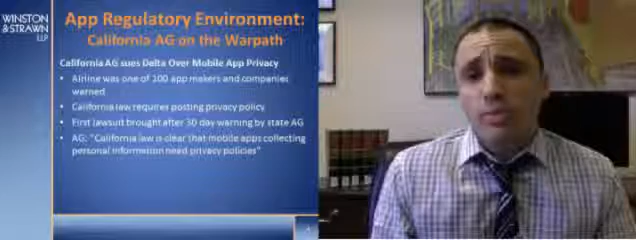 WINSTON
& STRAWN
LLP
App Regulatory Environment:
California AG on the Warpath
California AG sues Delta Over Mobile App Privacy
• Airline was one of 100 app makers and companies
warned
• California law requires posting privacy policy
• First lawsuit brought after 30 day warning by state AG
• AG: "California law is clear that mobile apps collecting
personal information need privacy policies"